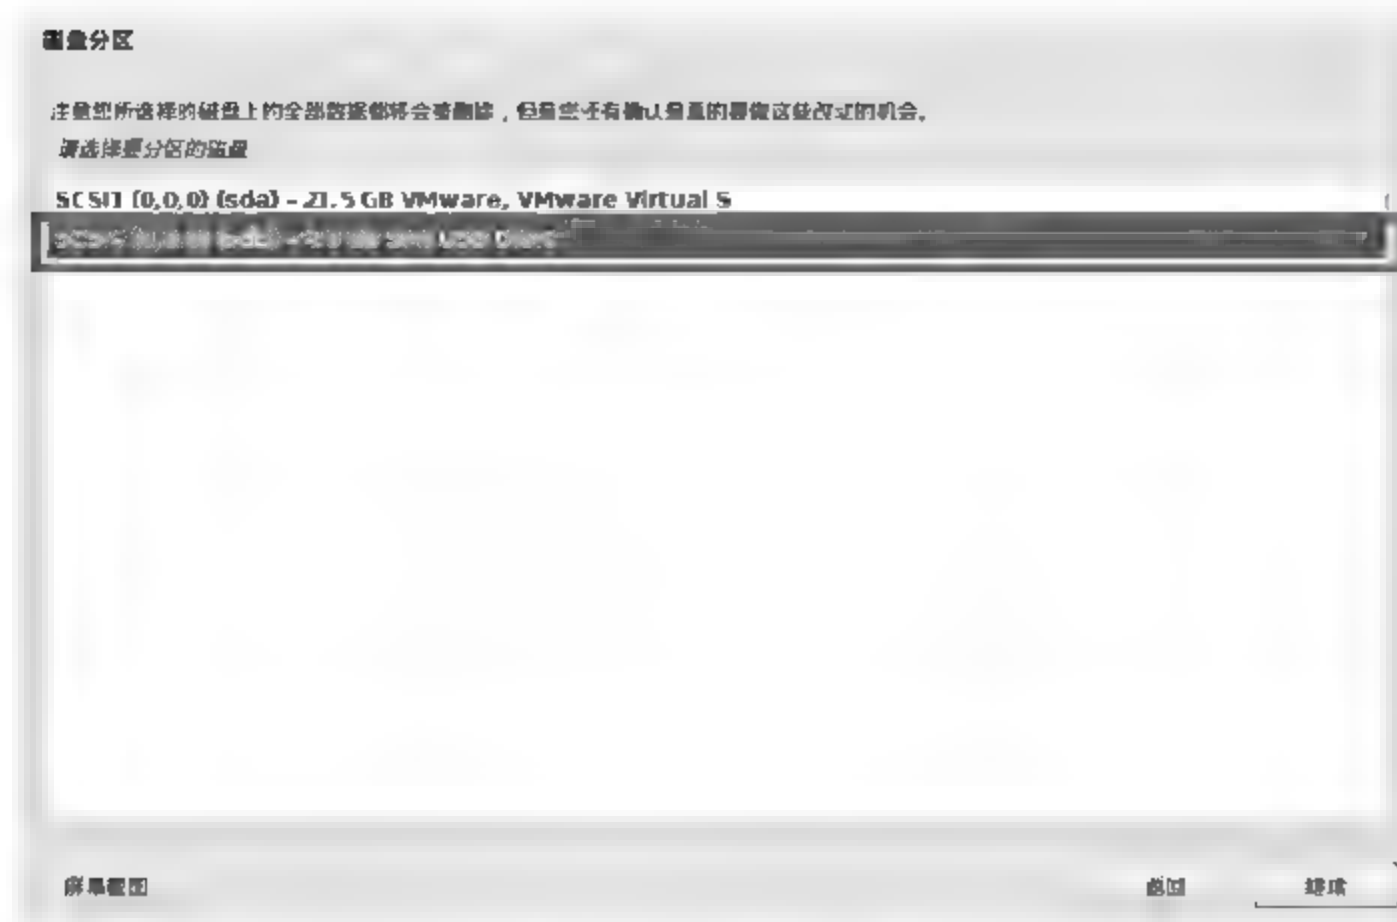 磁盘分区
注意您所选择的磁盘上的全部数据都将会被删除，但是您还有确认是真的要做这些改动的机会。
请选择要分区的磁盘
SCSI1 (0,0,0) (sda) – 21.5 GB VMware, VMware Virtual S
屏幕截图
返回
继续